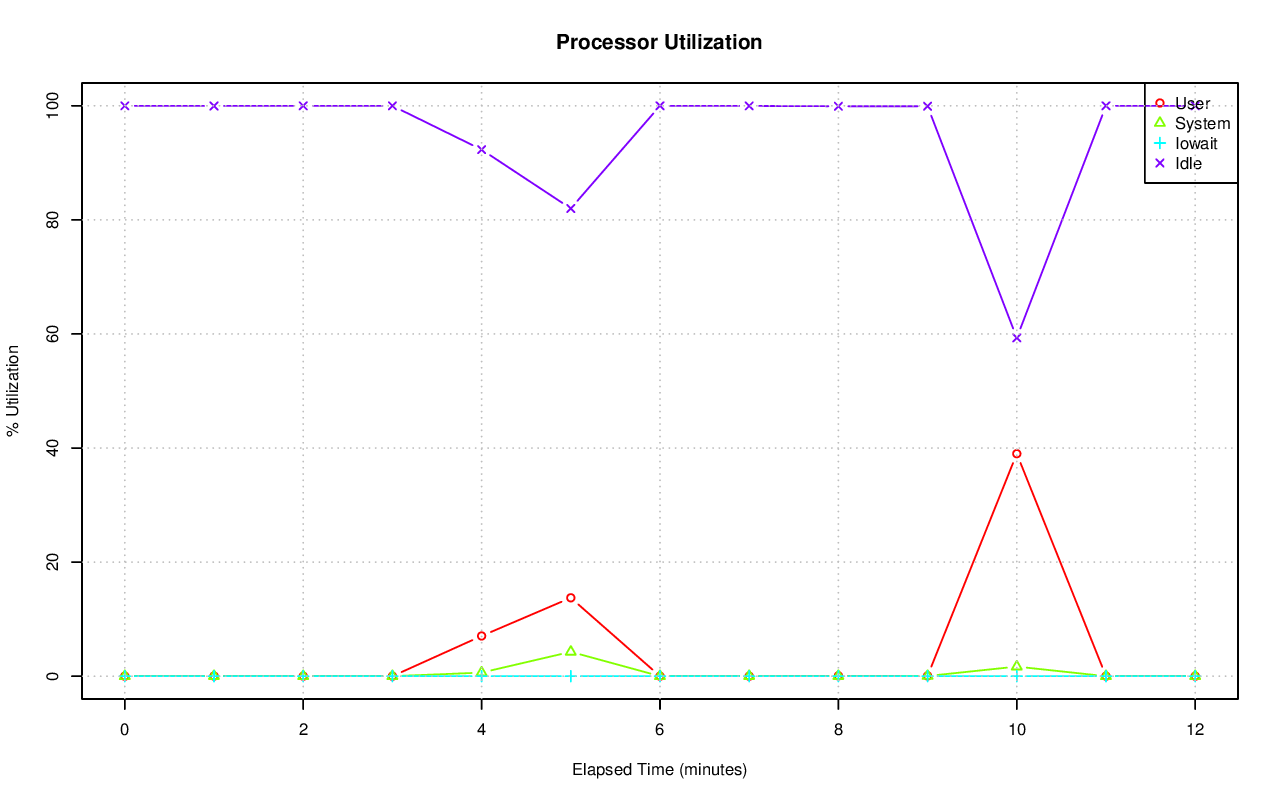 Processor Utilization
User
System
Iowait
Idle
% Utilization
100
80
60
40
20
0
0 2 4 6 8 10 12
Elapsed Time (minutes)